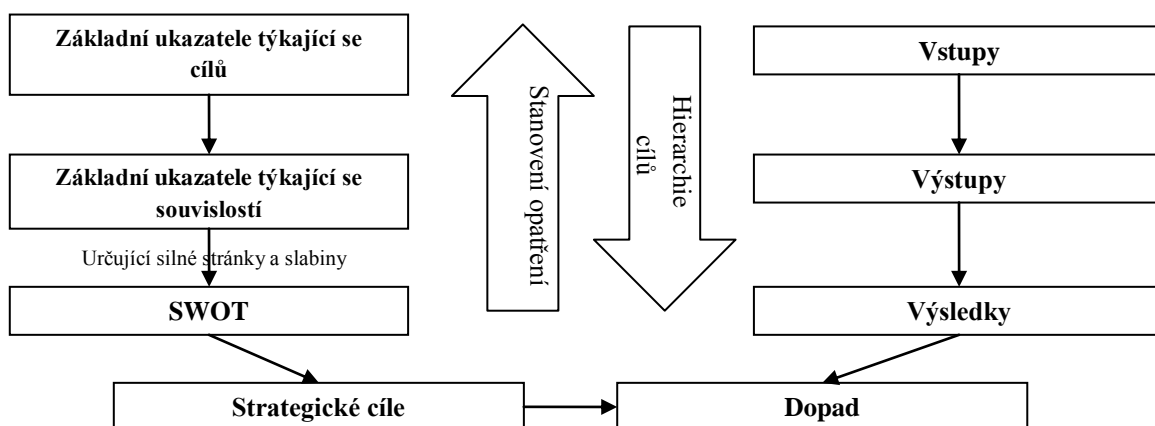 Základní ukazatele týkající se
cílů
Základní ukazatele týkající se
souvislostí
Určující silné stránky a slabiny
SWOT
Strategické cíle
Stanovení opatření
Hierarchie
cílů
Vstupy
Výstupy
Výsledky
Dopad